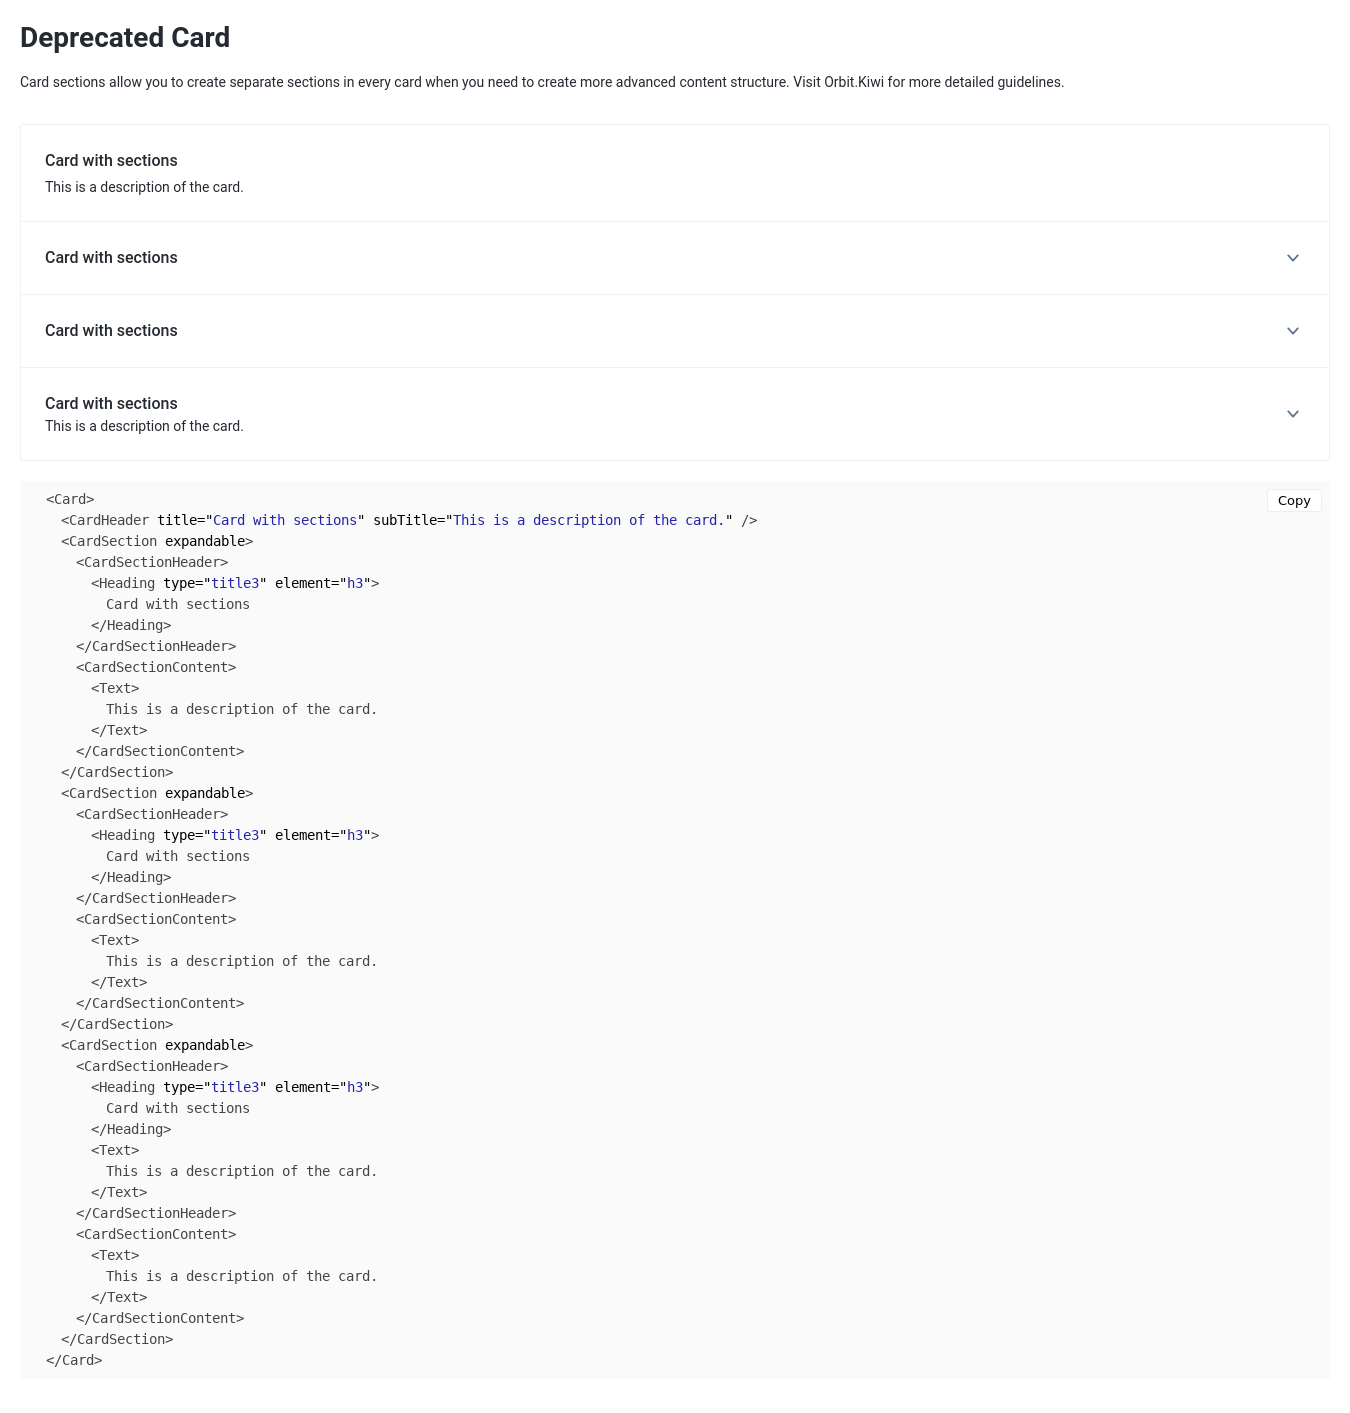 Deprecated Card
Card sections allow you to create separate sections in every card when you need to create more advanced content structure. Visit Orbit.Kiwi for more detailed guidelines.
Card with sections
This is a description of the card.
Card with sections
Card with sections
Card with sections
This is a description of the card.
Copy
<Card>
  <CardHeader title="Card with sections" subTitle="This is a description of the card." />
  <CardSection expandable>
    <CardSectionHeader>
      <Heading type="title3" element="h3">
        Card with sections
      </Heading>
    </CardSectionHeader>
    <CardSectionContent>
      <Text>
        This is a description of the card.
      </Text>
    </CardSectionContent>
  </CardSection>
  <CardSection expandable>
    <CardSectionHeader>
      <Heading type="title3" element="h3">
        Card with sections
      </Heading>
    </CardSectionHeader>
    <CardSectionContent>
      <Text>
        This is a description of the card.
      </Text>
    </CardSectionContent>
  </CardSection>
  <CardSection expandable>
    <CardSectionHeader>
      <Heading type="title3" element="h3">
        Card with sections
      </Heading>
      <Text>
        This is a description of the card.
      </Text>
    </CardSectionHeader>
    <CardSectionContent>
      <Text>
        This is a description of the card.
      </Text>
    </CardSectionContent>
  </CardSection>
</Card>